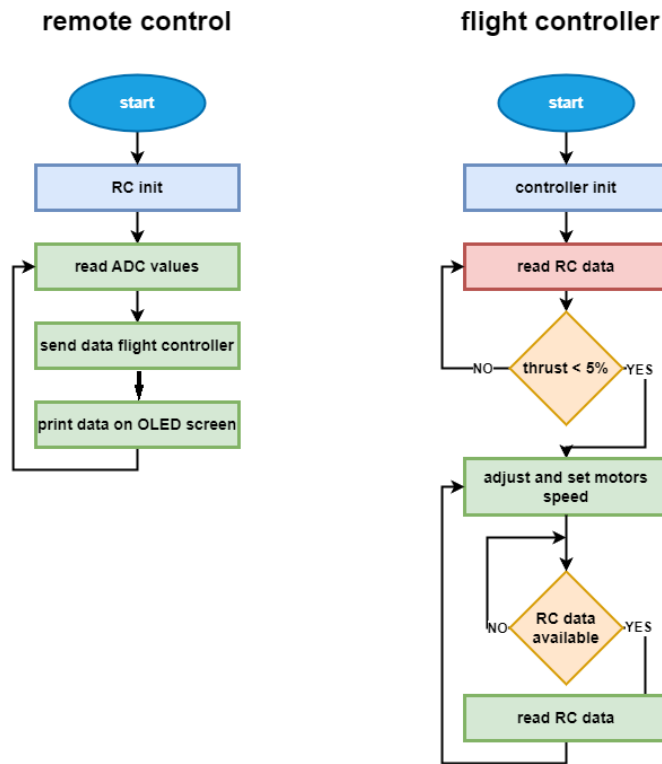 remote control
start
RC init
read ADC values
send data flight controller
print data on OLED screen
flight controller
start
controller init
read RC data
thrust < 5%
NO
YES
adjust and set motors
speed
RC data
available
NO
YES
read RC data